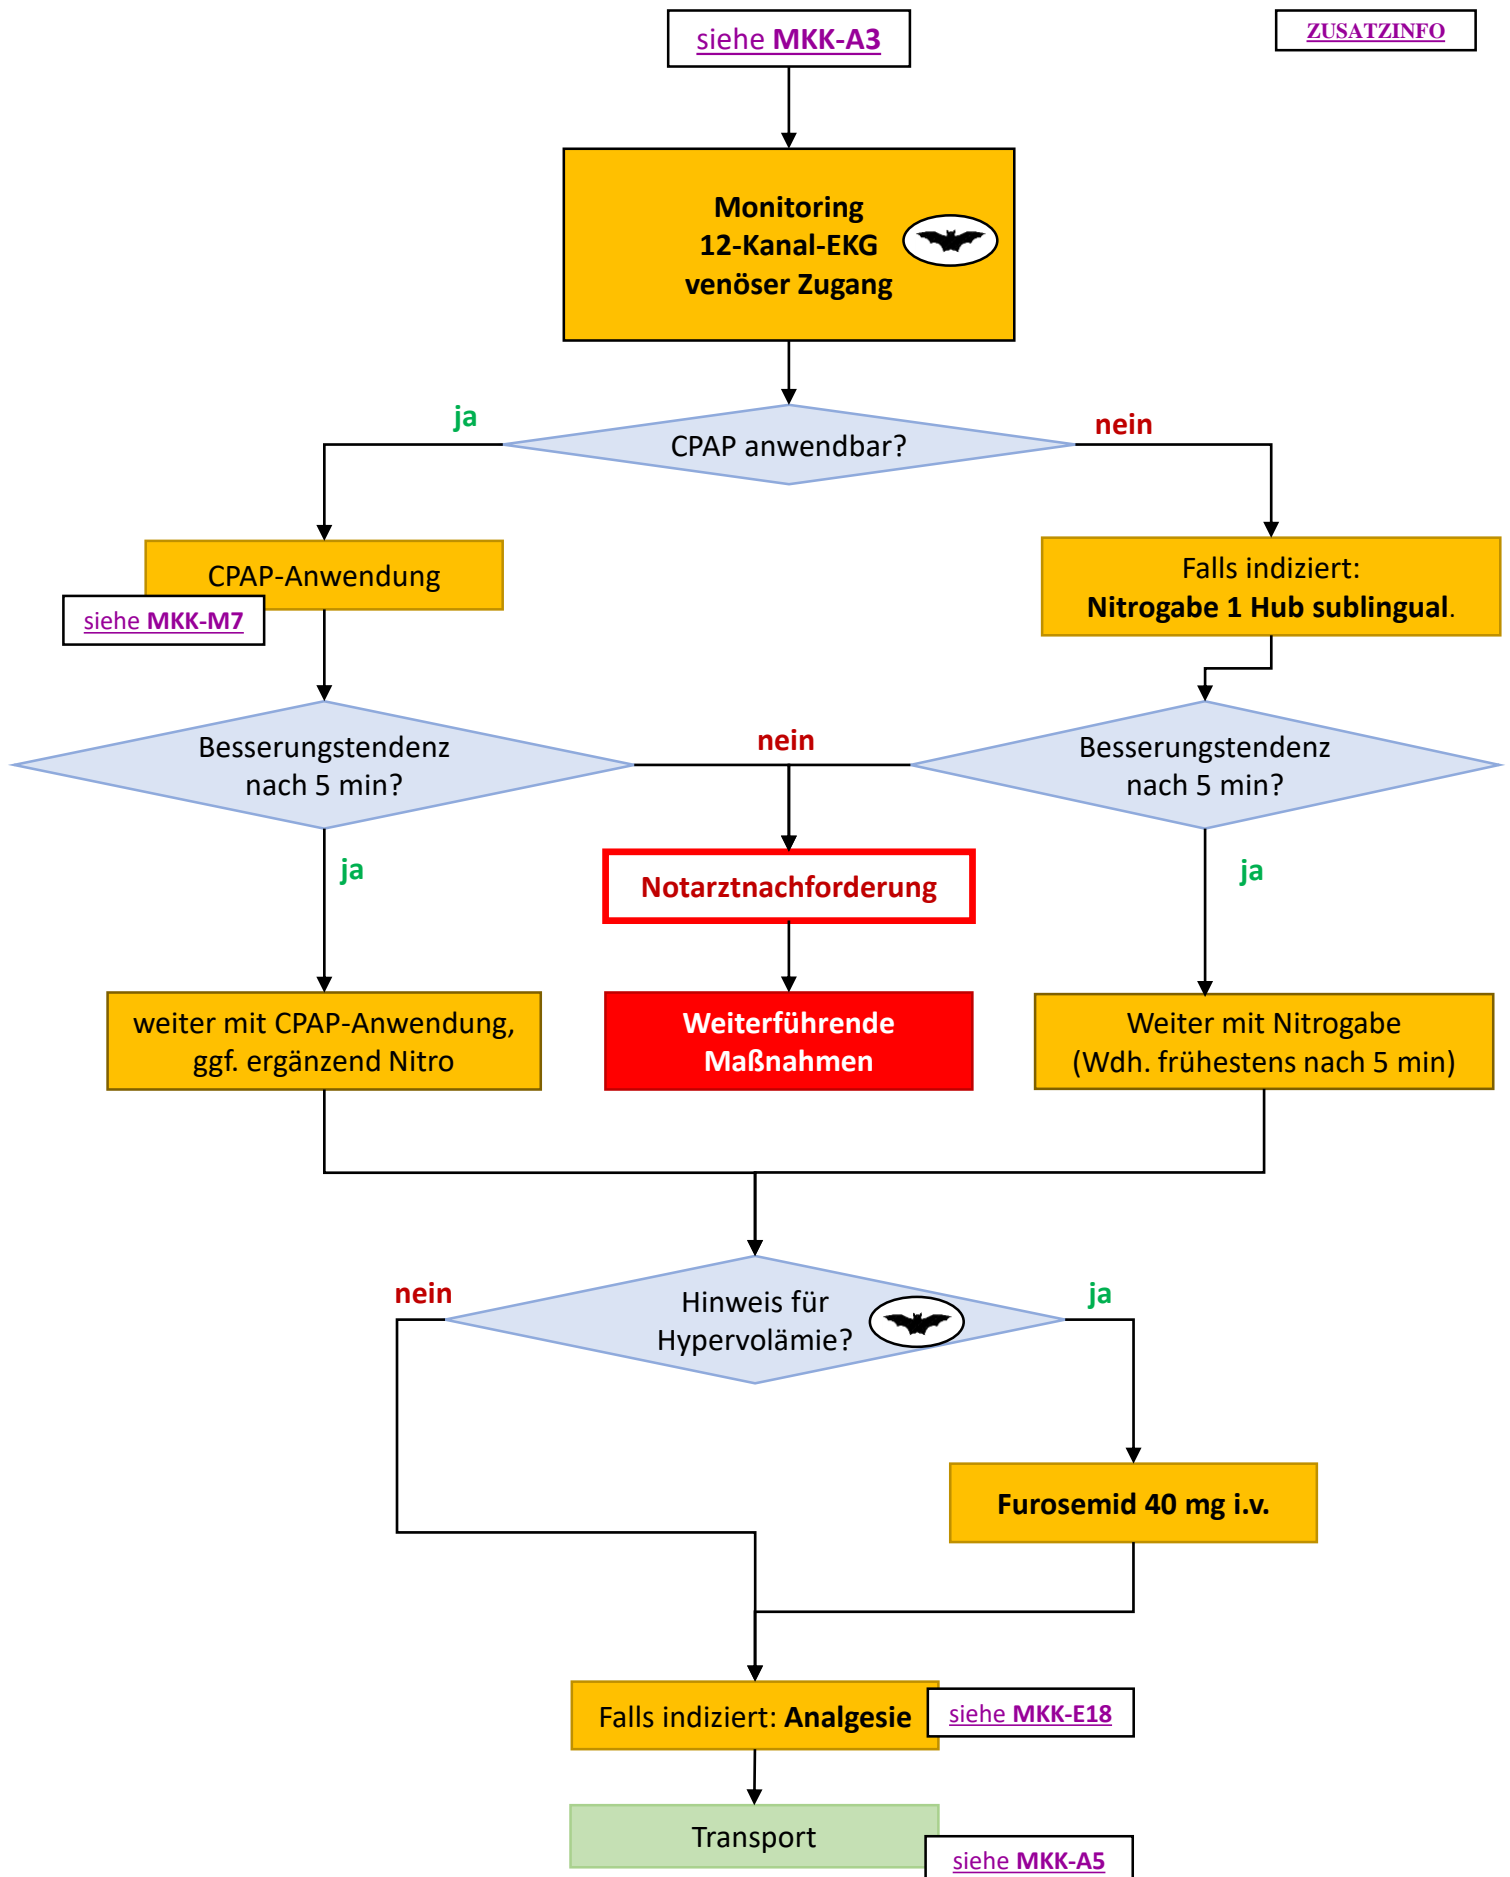 siehe MKK-A3
ZUSATZINFO
Monitoring
12-Kanal-EKG
venöser Zugang
ja
CPAP anwendbar?
nein
CPAP-Anwendung
siehe MKK-M7
Falls indiziert:
Nitrogabe 1 Hub sublingual.
Besserungstendenz
nach 5 min?
nein
Besserungstendenz
nach 5 min?
ja
Notarztnachforderung
ja
weiter mit CPAP-Anwendung,
ggf. ergänzend Nitro
Weiterführende
Maßnahmen
Weiter mit Nitrogabe
(Wdh. frühestens nach 5 min)
nein
Hinweis für
Hypervolämie?
ja
Furosemid 40 mg i.v.
Falls indiziert: Analgesie
siehe MKK-E18
Transport
siehe MKK-A5